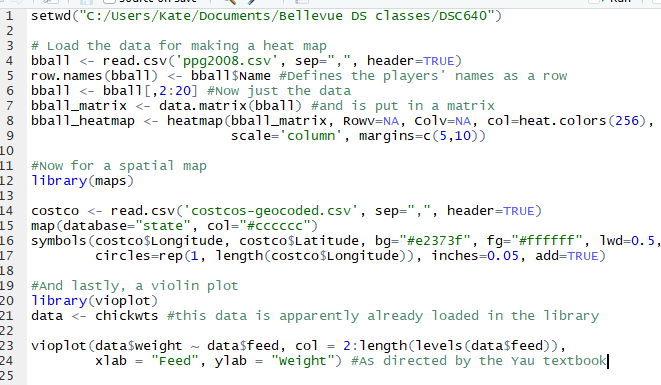 1 setwd("C:/Users/Kate/Documents/Bellevue DS classes/DSC640")
2
3 # Load the data for making a heat map
4 bball <- read.csv('ppg2008.csv', sep=",", header=TRUE)
5 row.names(bball) <- bball$Name #Defines the players' names as a row
6 bball <- bball[,2:20] #Now just the data
7 bball_matrix <- data.matrix(bball) #and is put in a matrix
8 bball_heatmap <- heatmap(bball_matrix, Rowv=NA, Colv=NA, col=heat.colors(256),
9 scale='column', margins=c(5,10))
10
11 #Now for a spatial map
12 library(maps)
13
14 costco <- read.csv('costcos-geocoded.csv', sep=",", header=TRUE)
15 map(database="state", col="#cccccc")
16 symbols(costco$Longitude, costco$Latitude, bg="#e2373f", fg="#ffffff", lwd=0.5,
17 circles=rep(1, length(costco$Longitude)), inches=0.05, add=TRUE)
18
19 #And lastly, a violin plot
20 library(vioplot)
21 data <- chickwts #this data is apparently already loaded in the library
22
23 vioplot(data$weight ~ data$feed, col = 2:length(levels(data$feed)),
24 xlab = "Feed", ylab = "Weight") #As directed by the Yau textbook
25